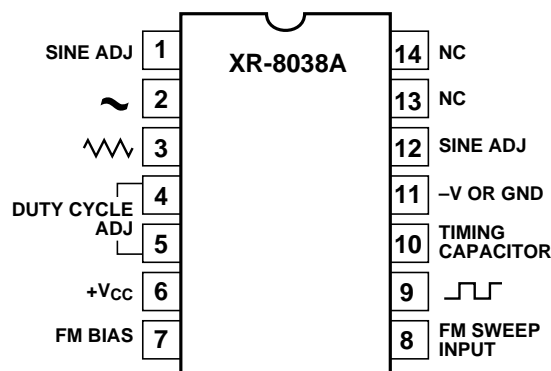 XR-8038A
SINE ADJ 1
2
3
DUTY CYCLE
ADJ
4
5
+VCC 6
FM BIAS 7
14 NC
13 NC
12 SINE ADJ
11 –V OR GND
10 TIMING
CAPACITOR
9
8 FM SWEEP
INPUT